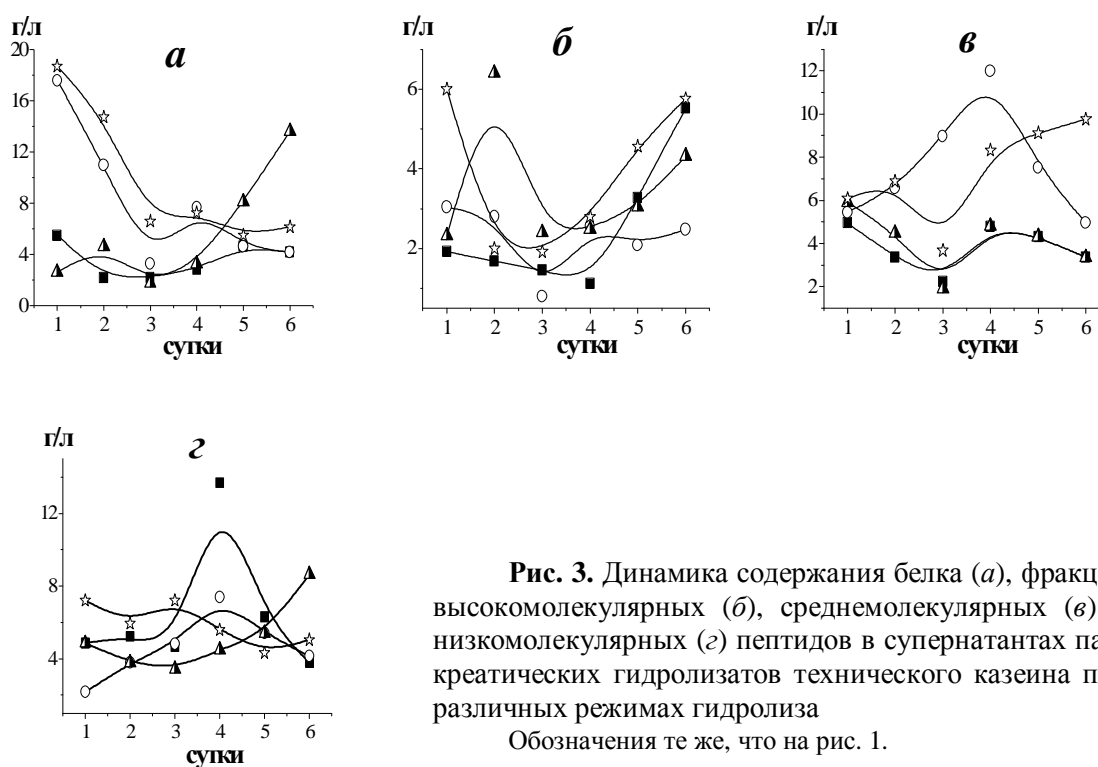 г/л
а
20
16
12
8
4
0
1 2 3 4 5 6
сутки
г/л
б
6
4
2
1 2 3 4 5 6
сутки
г/л
в
12
10
8
6
4
2
1 2 3 4 5 6
сутки
г/л
г
12
8
4
1 2 3 4 5 6
сутки
Рис. 3. Динамика содержания белка (а), фракц
высокомолекулярных (б), среднемолекулярных (в)
низкомолекулярных (г) пептидов в супернатантах па
креатических гидролизатов технического казеина п
различных режимах гидролиза
Обозначения те же, что на рис. 1.